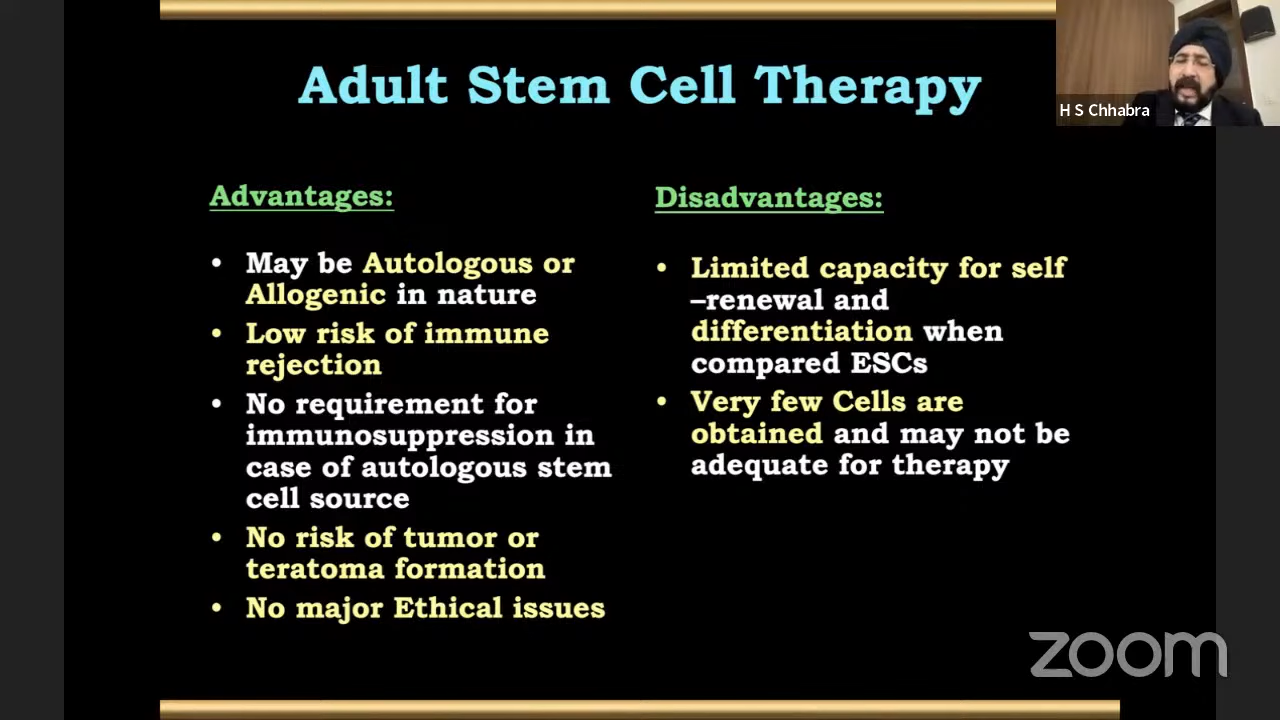 Adult Stem Cell Therapy
H S Chhabra
Advantages:
• May be Autologous or
Allogenic in nature
• Low risk of immune
rejection
• No requirement for
immunosuppression in
case of autologous stem
cell source
• No risk of tumor or
teratoma formation
• No major Ethical issues
Disadvantages:
• Limited capacity for self
–renewal and
differentiation when
compared ESCs
• Very few Cells are
obtained and may not be
adequate for therapy
zoom